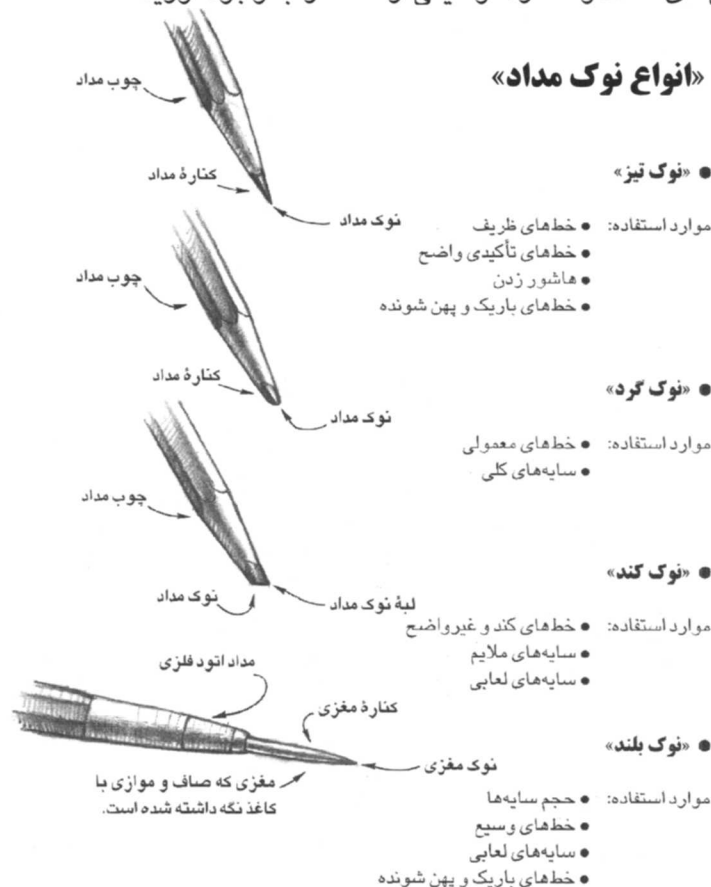 «انواع نوک مداد»
چوب مداد
کنارهٔ مداد
نوک مداد
● «نوک تیز»
موارد استفاده: ● خط‌های ظریف
● خط‌های تأکیدی واضح
● هاشور زدن
● خط‌های باریک و پهن شونده
چوب مداد
کنارهٔ مداد
نوک مداد
● «نوک گرد»
موارد استفاده: ● خط‌های معمولی
● سایه‌های کلی
چوب مداد
نوک مداد
لبهٔ نوک مداد
● «نوک کند»
موارد استفاده: ● خط‌های کند و غیرواضح
● سایه‌های ملایم
● سایه‌های لعابی
مداد اتود فلزی
کنارهٔ مغزی
نوک مغزی
مغزی که صاف و موازی با
کاغذ نگه داشته شده است.
● «نوک بلند»
موارد استفاده: ● حجم سایه‌ها
● خط‌های وسیع
● سایه‌های لعابی
● خط‌های باریک و پهن شونده